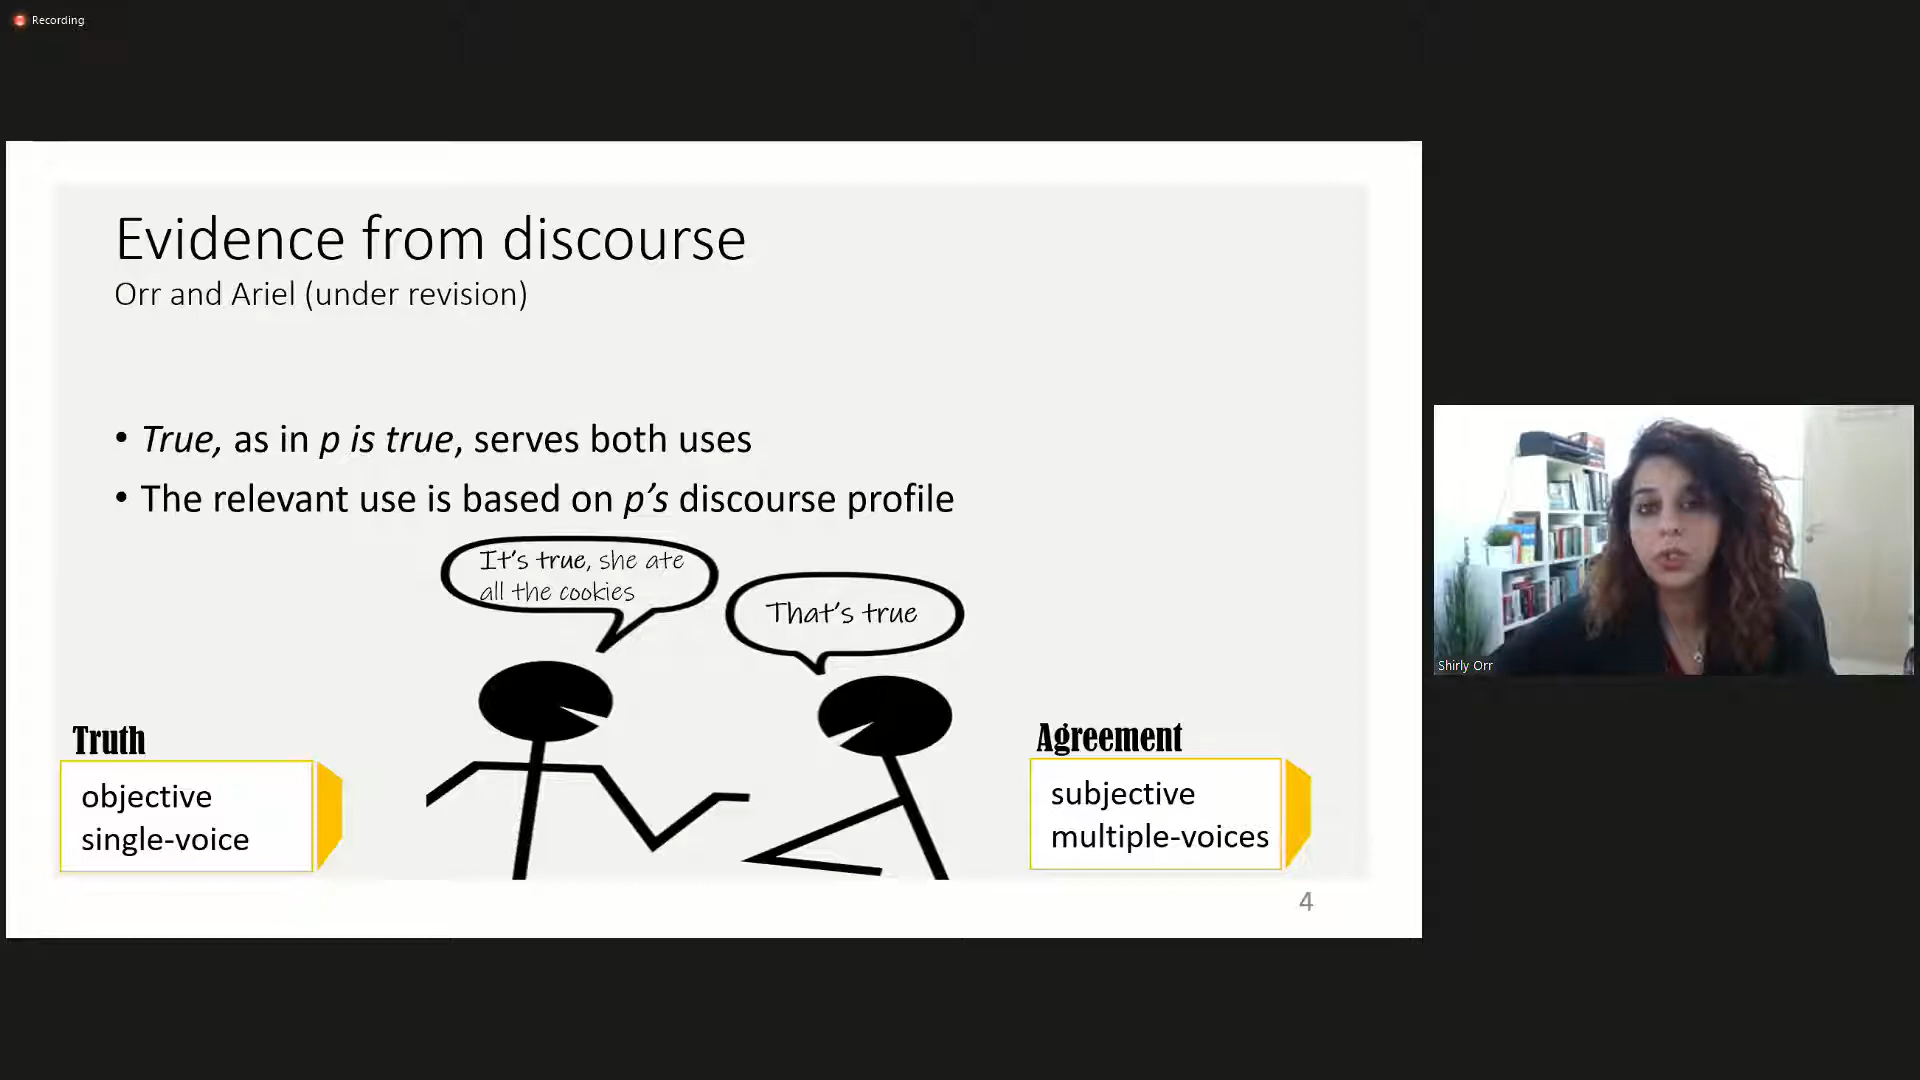 Recording
Evidence from discourse
Orr and Ariel (under revision)
• True, as in p is true, serves both uses
• The relevant use is based on p’s discourse profile
It's true, she ate
all the cookies
That's true
Truth
objective
single-voice
Agreement
subjective
multiple-voices
4
Shirly Orr